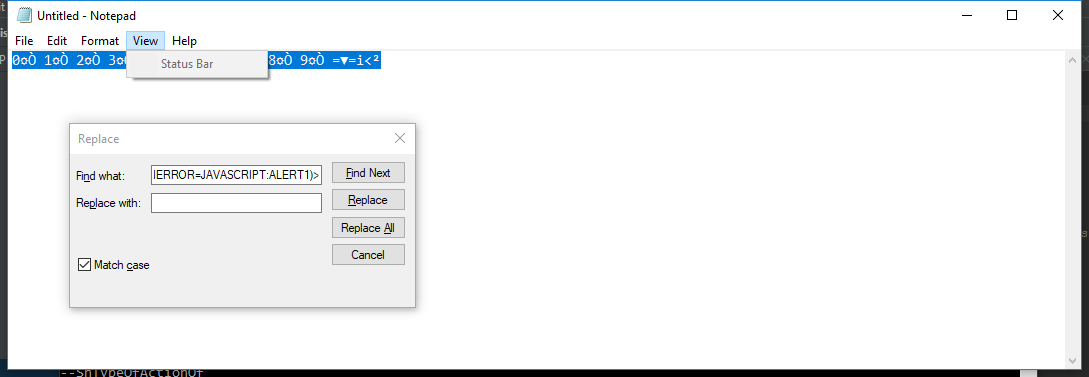 Untitled - Notepad
File Edit Format View Help
0¤Ò 1¤Ò 2¤Ò 3¤ 8¤Ò 9¤Ò =▼=i<²
Status Bar
Replace
Find what: IERROR=JAVASCRIPT:ALERT1)> Find Next
Replace with: Replace
Replace All
Match case Cancel
--ShTypeOfActionOf